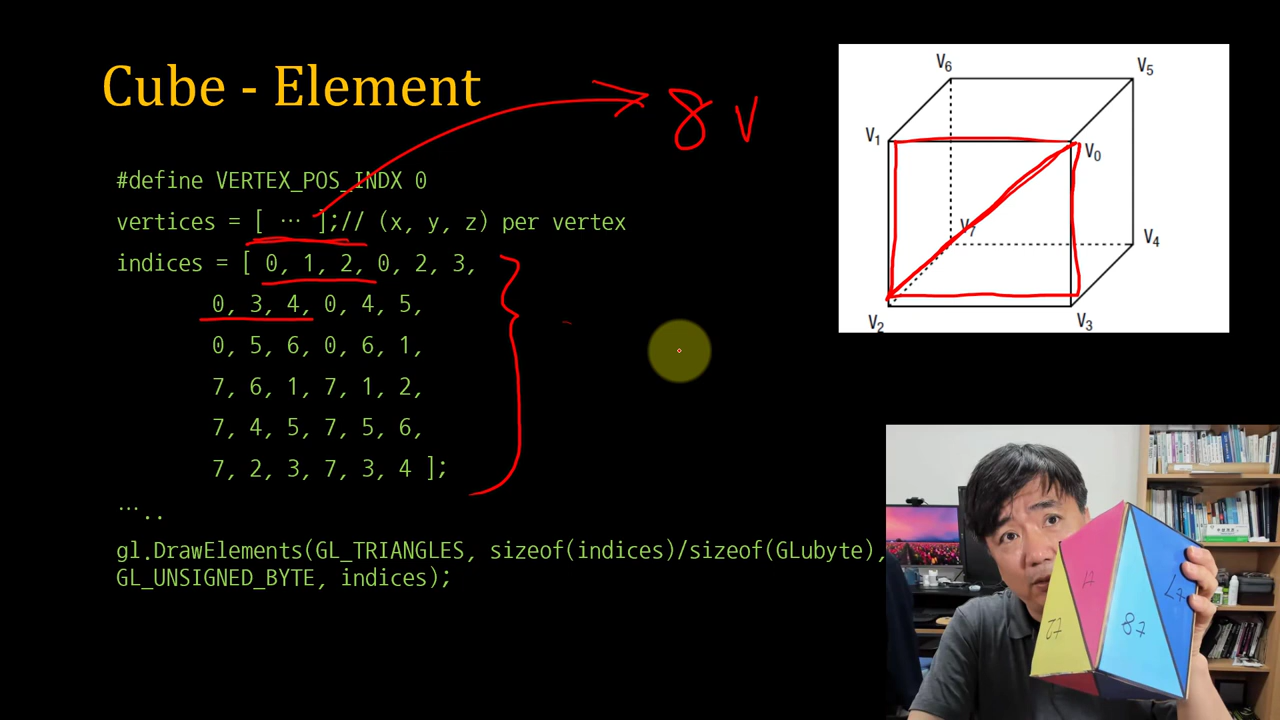 Cube - Element
8 V
#define VERTEX_POS_INDX 0
vertices = [ … ];// (x, y, z) per vertex
indices = [ 0, 1, 2, 0, 2, 3,
0, 3, 4, 0, 4, 5,
0, 5, 6, 0, 6, 1,
7, 6, 1, 7, 1, 2,
7, 4, 5, 7, 5, 6,
7, 2, 3, 7, 3, 4 ];
…..
gl.DrawElements(GL_TRIANGLES, sizeof(indices)/sizeof(GLubyte),
GL_UNSIGNED_BYTE, indices);
V6
V5
V1
V0
V7
V4
V2
V3